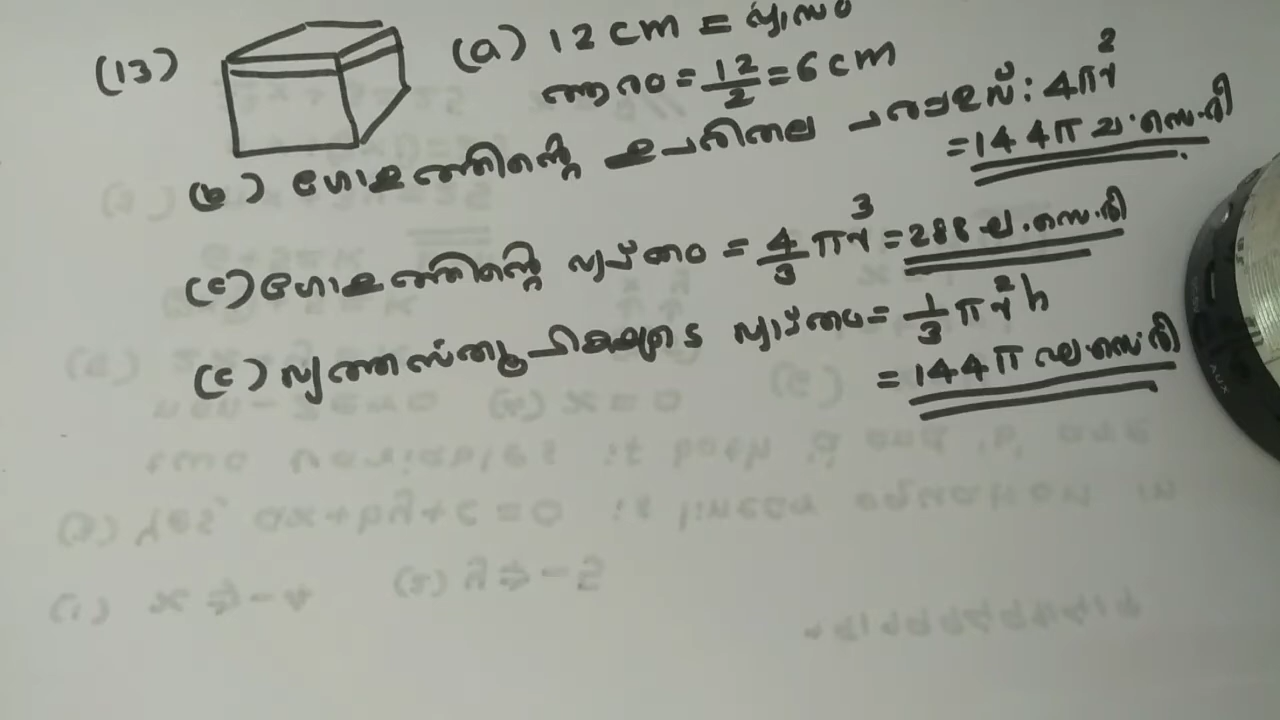 (13) (a) 12 cm = വ്യാസം
ആരം = 12/2 = 6 cm
(b) ഗോളത്തിന്റെ ഉപരിതല പരപ്പളവ് : 4πr²
= 144π ച.സെ.മീ
(c) ഗോളത്തിന്റെ വ്യാപ്തം = 4/3 πr³ = 288 ഘ.സെ.മീ
(c) വൃത്തസ്തൂപികയുടെ വ്യാപ്തം = 1/3 πr²h
= 144π ഘ.സെ.മീ
AUX